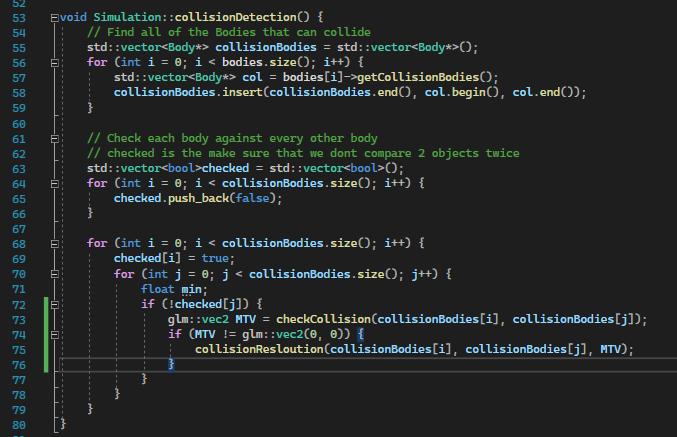 52
53 void Simulation::collisionDetection() {
54 // Find all of the Bodies that can collide
55 std::vector<Body*> collisionBodies = std::vector<Body*>();
56 for (int i = 0; i < bodies.size(); i++) {
57 std::vector<Body*> col = bodies[i]->getCollisionBodies();
58 collisionBodies.insert(collisionBodies.end(), col.begin(), col.end());
59 }
60
61 // Check each body against every other body
62 // checked is the make sure that we dont compare 2 objects twice
63 std::vector<bool>checked = std::vector<bool>();
64 for (int i = 0; i < collisionBodies.size(); i++) {
65 checked.push_back(false);
66 }
67
68 for (int i = 0; i < collisionBodies.size(); i++) {
69 checked[i] = true;
70 for (int j = 0; j < collisionBodies.size(); j++) {
71 float min;
72 if (!checked[j]) {
73 glm::vec2 MTV = checkCollision(collisionBodies[i], collisionBodies[j]);
74 if (MTV != glm::vec2(0, 0)) {
75 collisionResloution(collisionBodies[i], collisionBodies[j], MTV);
76 }
77 }
78 }
79 }
80 }